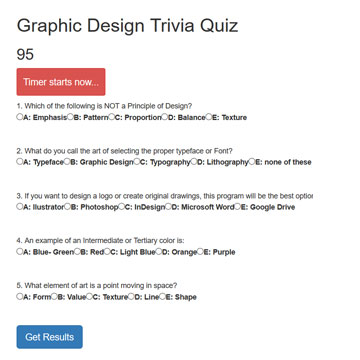 Graphic Design Trivia Quiz
95
Timer starts now...
1. Which of the following is NOT a Principle of Design?
A: Emphasis B: Pattern C: Proportion D: Balance E: Texture
2. What do you call the art of selecting the proper typeface or Font?
A: Typeface B: Graphic Design C: Typography D: Lithography E: none of these
3. If you want to design a logo or create original drawings, this program will be the best option
A: Ilustrator B: Photoshop C: InDesign D: Microsoft Word E: Google Drive
4. An example of an Intermediate or Tertiary color is:
A: Blue- Green B: Red C: Light Blue D: Orange E: Purple
5. What element of art is a point moving in space?
A: Form B: Value C: Texture D: Line E: Shape
Get Results